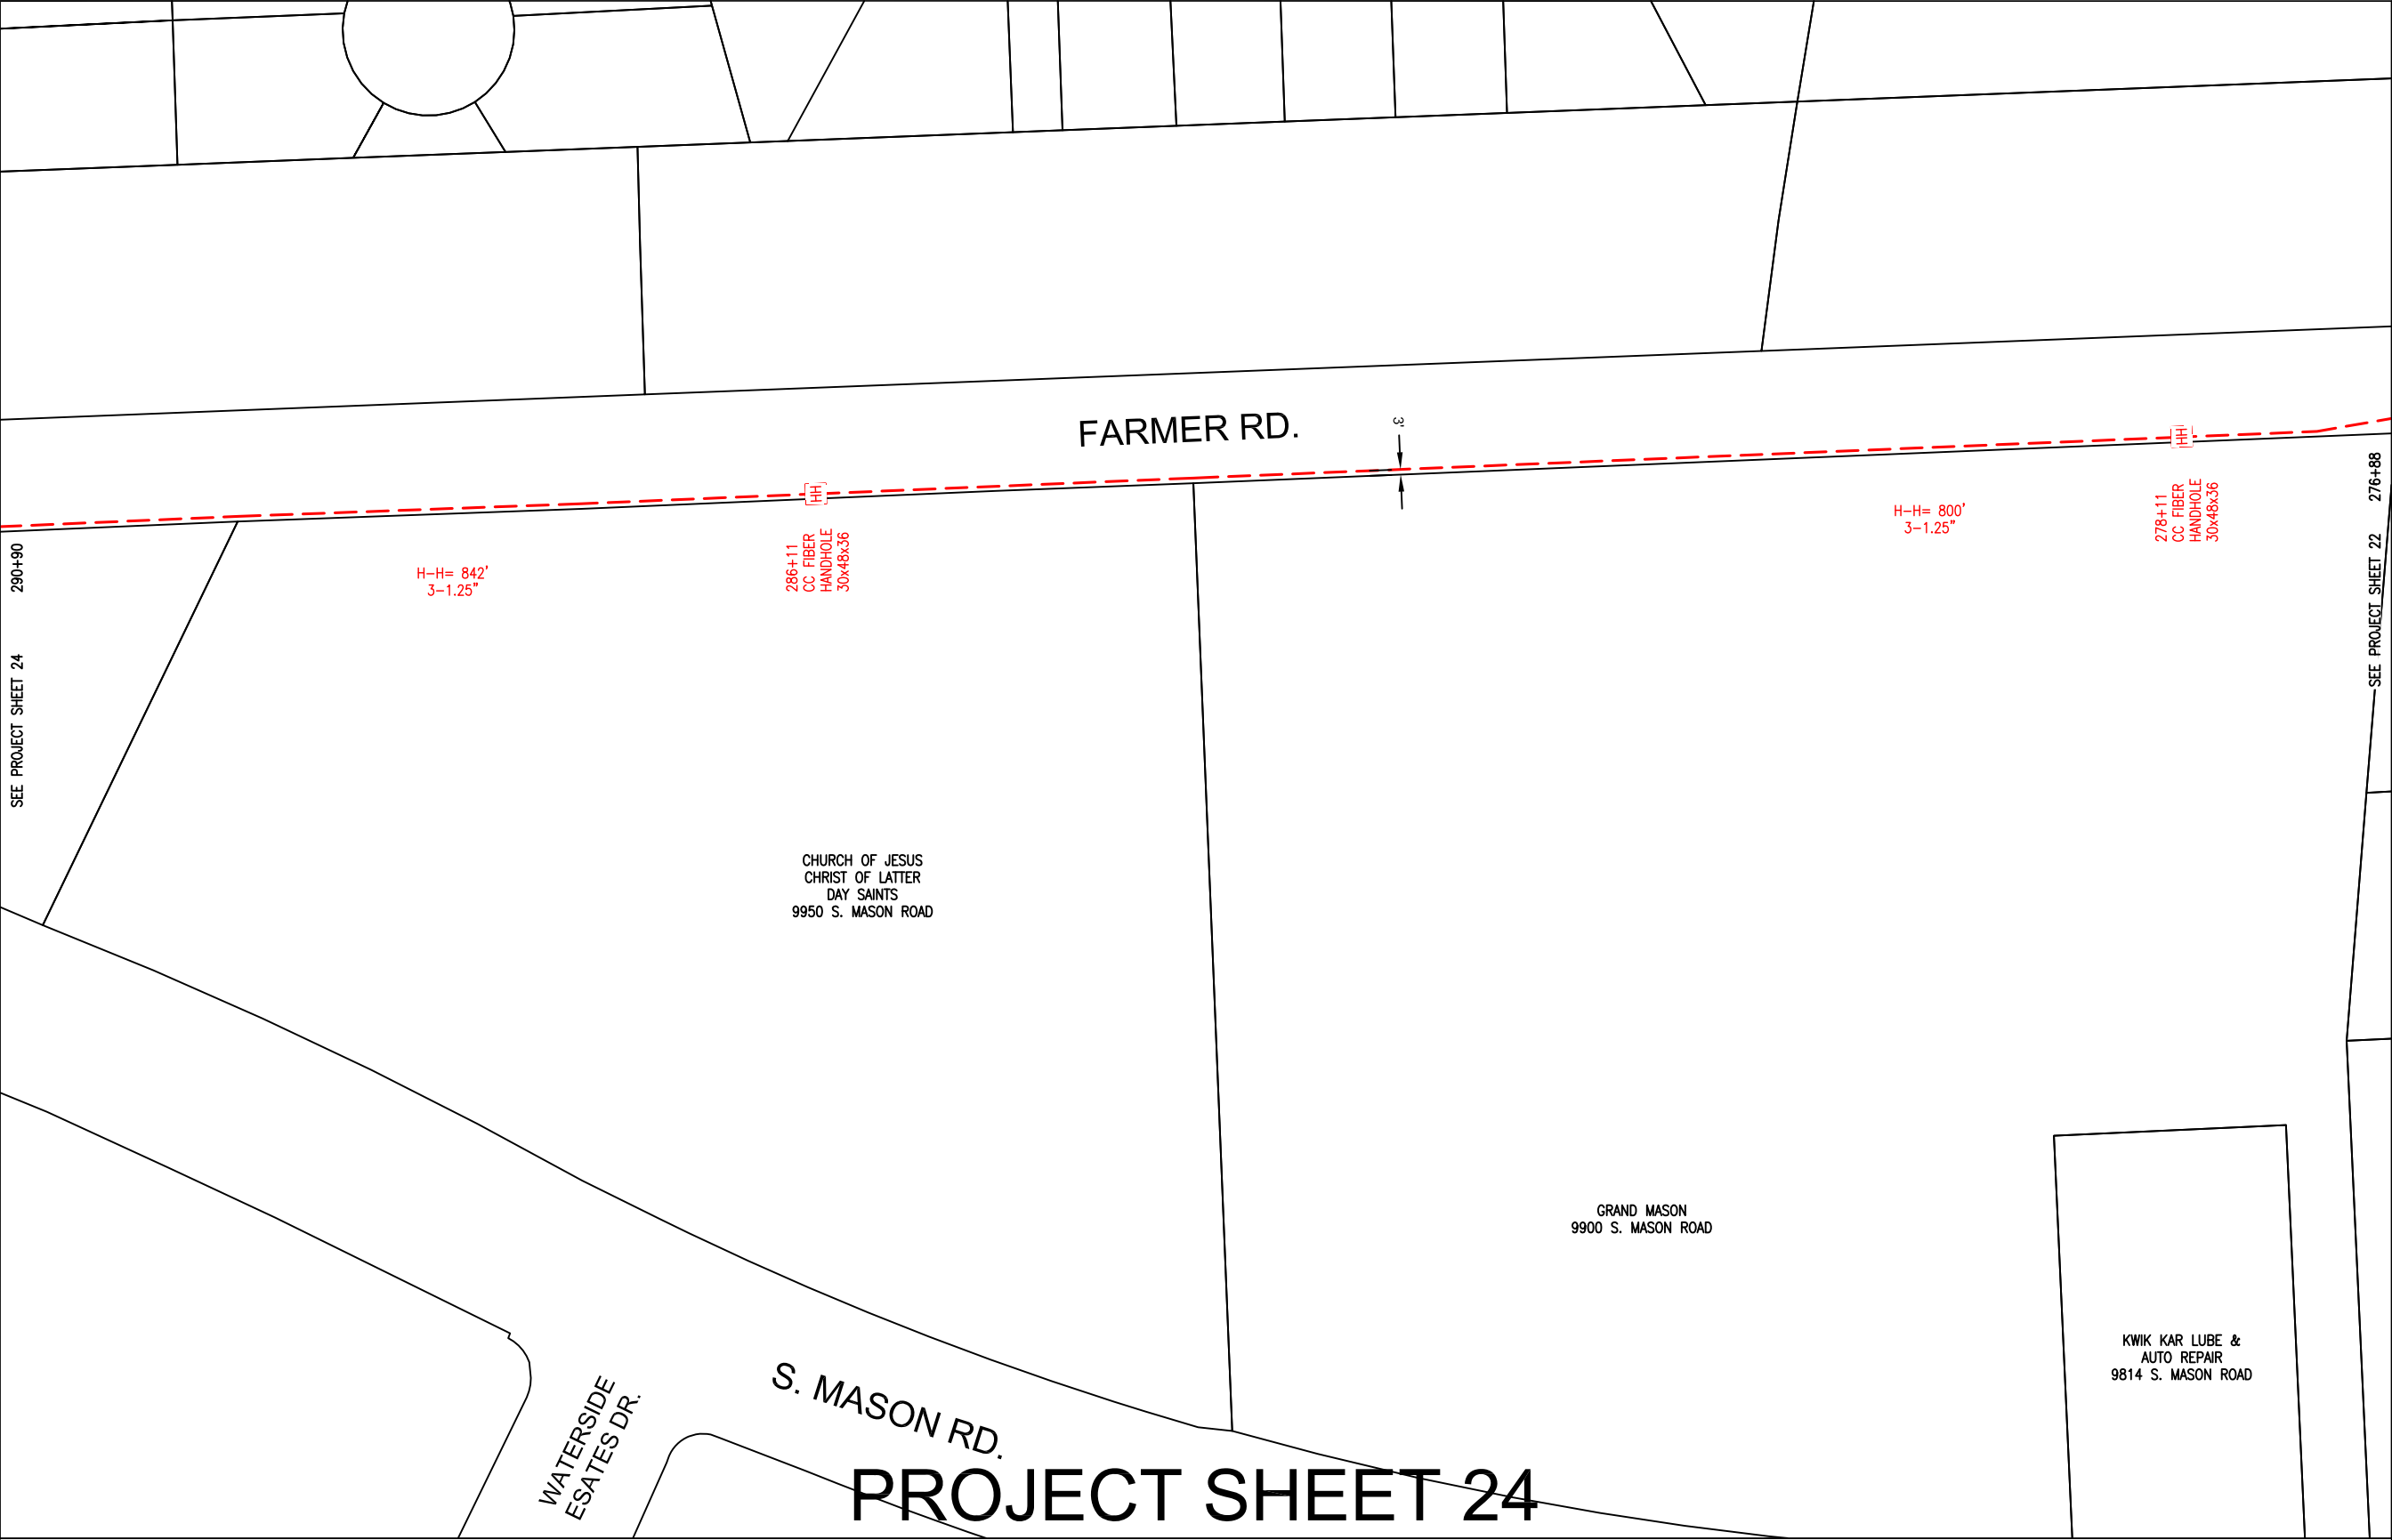 FARMER RD.
3'
HH
HH
290+90
SEE PROJECT SHEET 24
H-H= 842'
3-1.25"
286+11
CC FIBER
HANDHOLE
30x48x36
H-H= 800'
3-1.25"
278+11
CC FIBER
HANDHOLE
30x48x36
276+88
SEE PROJECT SHEET 22
CHURCH OF JESUS
CHRIST OF LATTER
DAY SAINTS
9950 S. MASON ROAD
GRAND MASON
9900 S. MASON ROAD
KWIK KAR LUBE &
AUTO REPAIR
9814 S. MASON ROAD
WATERSIDE
ESATES DR.
S. MASON RD.
PROJECT SHEET 24